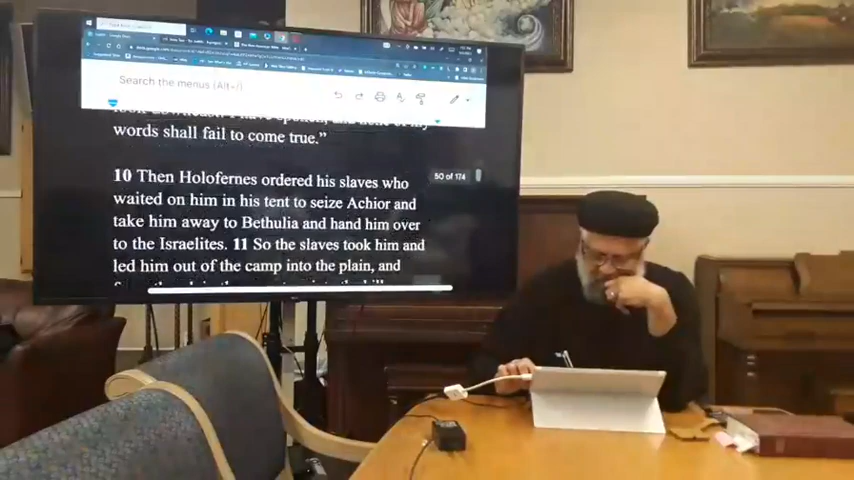 Search the menus (Alt+/)
words shall fail to come true.”
10 Then Holofernes ordered his slaves who
50 of 174
waited on him in his tent to seize Achior and
take him away to Bethulia and hand him over
to the Israelites. 11 So the slaves took him and
led him out of the camp into the plain, and